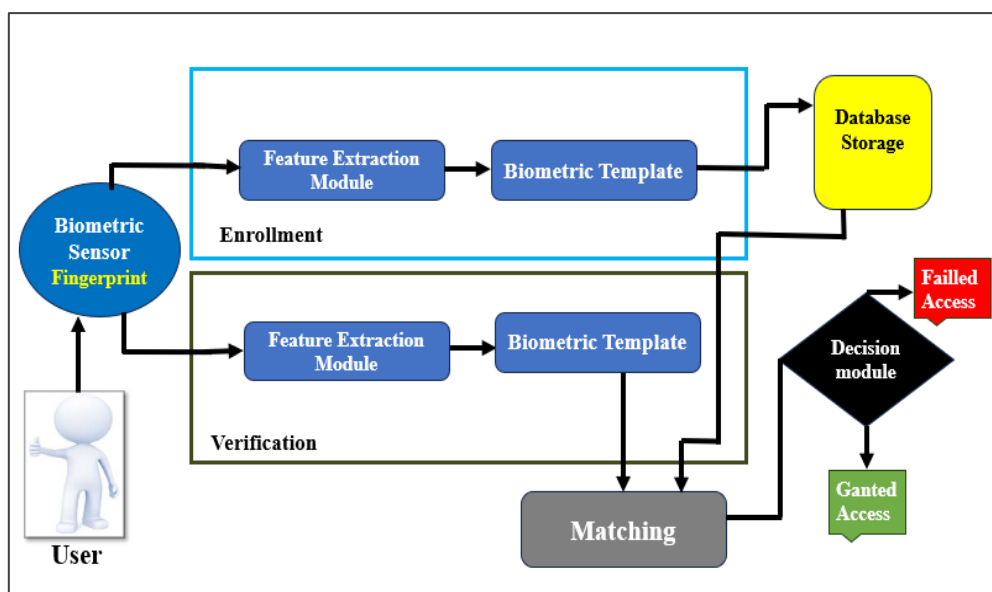 Feature Extraction
Module
Biometric Template
Database
Storage
Enrollment
Biometric
Sensor
Fingerprint
Failled
Access
Feature Extraction
Module
Biometric Template
Decision
module
Verification
Ganted
Access
Matching
User